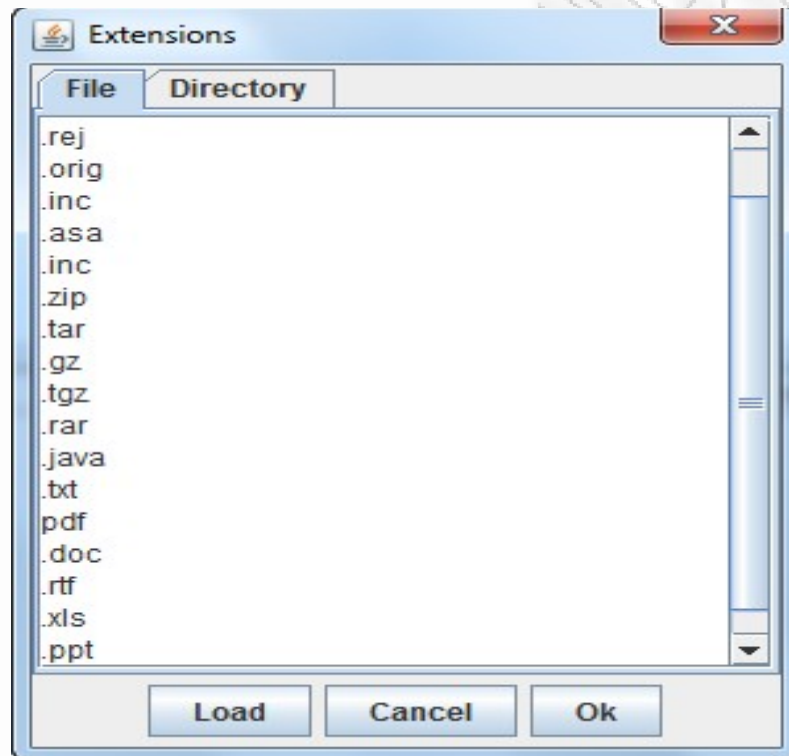 Extensions
File Directory
.rej
.orig
.inc
.asa
.inc
.zip
.tar
.gz
.tgz
.rar
.java
.txt
pdf
.doc
.rtf
.xls
.ppt
Load Cancel Ok